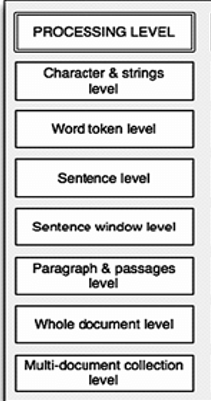 PROCESSING LEVEL
Character & strings
level
Word token level
Sentence level
Sentence window level
Paragraph & passages
level
Whole document level
Multi-document collection
level